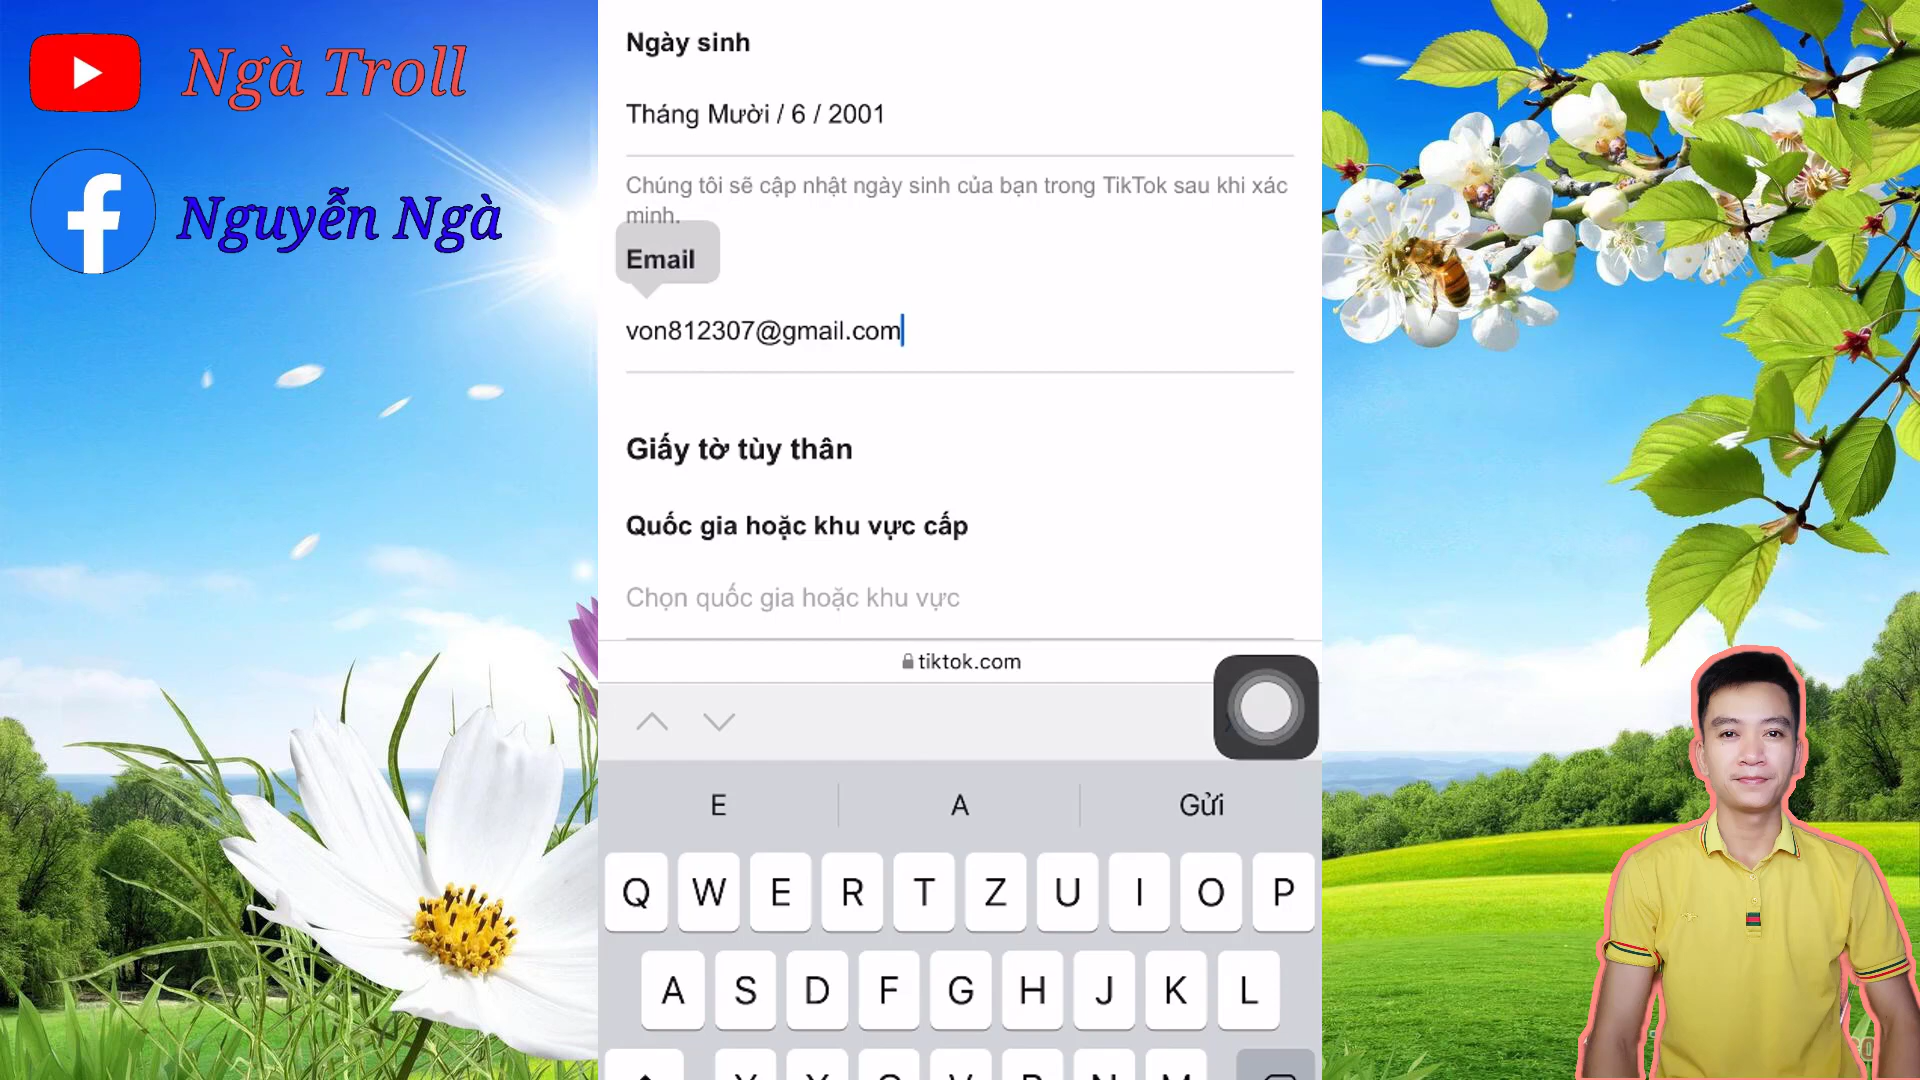 Ngà Troll
Nguyễn Ngà
Ngày sinh
Tháng Mười / 6 / 2001
Chúng tôi sẽ cập nhật ngày sinh của bạn trong TikTok sau khi xác
minh.
Email
von812307@gmail.com
Giấy tờ tùy thân
Quốc gia hoặc khu vực cấp
Chọn quốc gia hoặc khu vực
tiktok.com
E A Gửi
Q W E R T Z U I O P
A S D F G H J K L